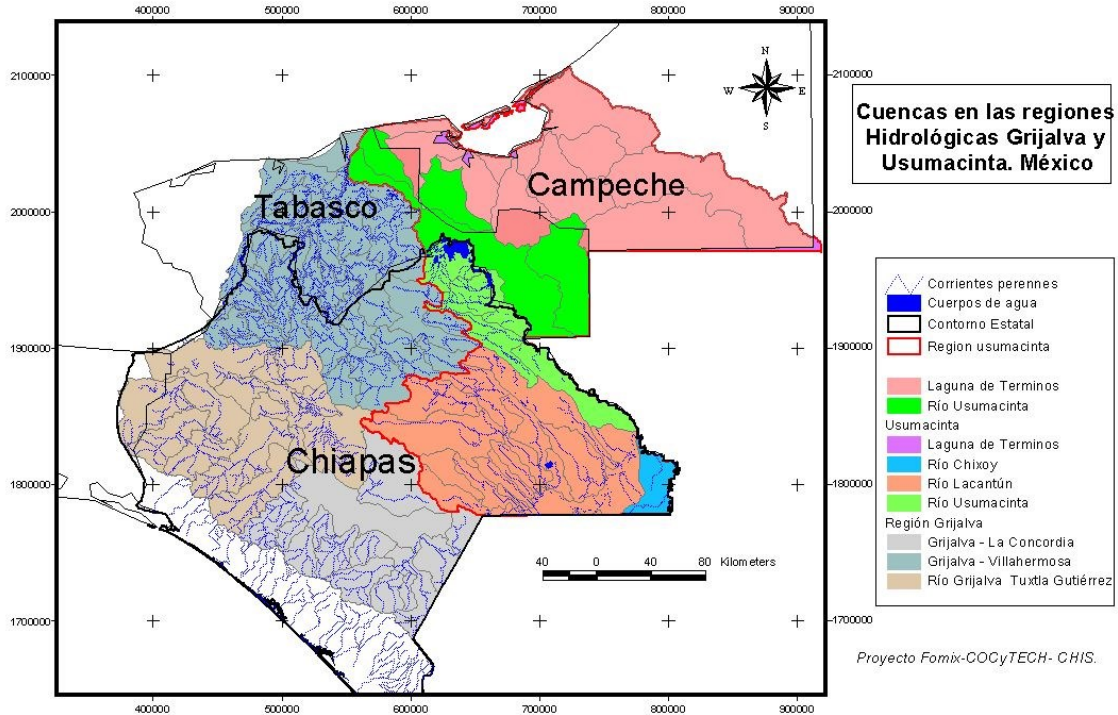 400000 500000 600000 700000 800000 900000
2100000 2100000
N
W E
S
Cuencas en las regiones
Hidrológicas Grijalva y
Usumacinta. México
Campeche
Tabasco
2000000 2000000
Corrientes perennes
Cuerpos de agua
Contorno Estatal
Region usumacinta
1900000 1900000
Laguna de Terminos
Río Usumacinta
Usumacinta
Laguna de Terminos
Río Chixoy
Río Lacantún
Río Usumacinta
Región Grijalva
Grijalva - La Concordia
Grijalva - Villahermosa
Río Grijalva Tuxtla Gutiérrez
Chiapas
1800000 1800000
40 0 40 80 Kilometers
1700000 1700000
Proyecto Fomix-COCyTECH- CHIS.
400000 500000 600000 700000 800000 900000